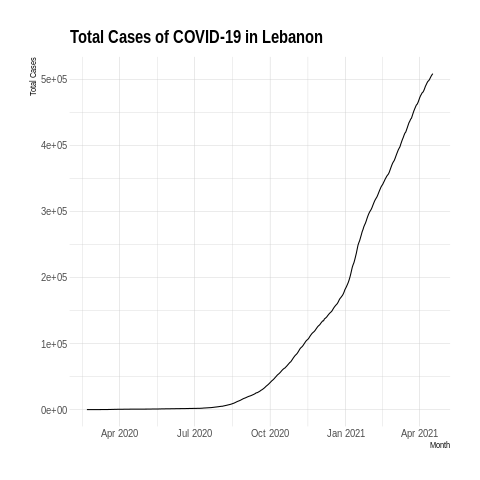 Total Cases of COVID-19 in Lebanon
Total Cases
5e+05
4e+05
3e+05
2e+05
1e+05
0e+00
Apr 2020 Jul 2020 Oct 2020 Jan 2021 Apr 2021
Month